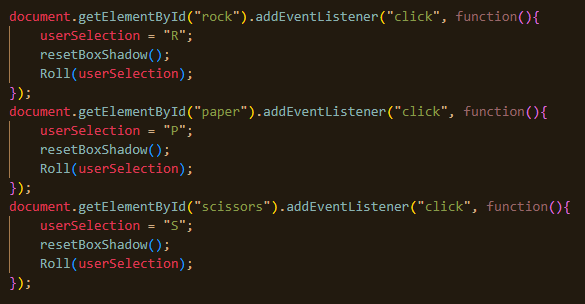 document.getElementById("rock").addEventListener("click", function(){
    userSelection = "R";
    resetBoxShadow();
    Roll(userSelection);
});
document.getElementById("paper").addEventListener("click", function(){
    userSelection = "P";
    resetBoxShadow();
    Roll(userSelection);
});
document.getElementById("scissors").addEventListener("click", function(){
    userSelection = "S";
    resetBoxShadow();
    Roll(userSelection);
});